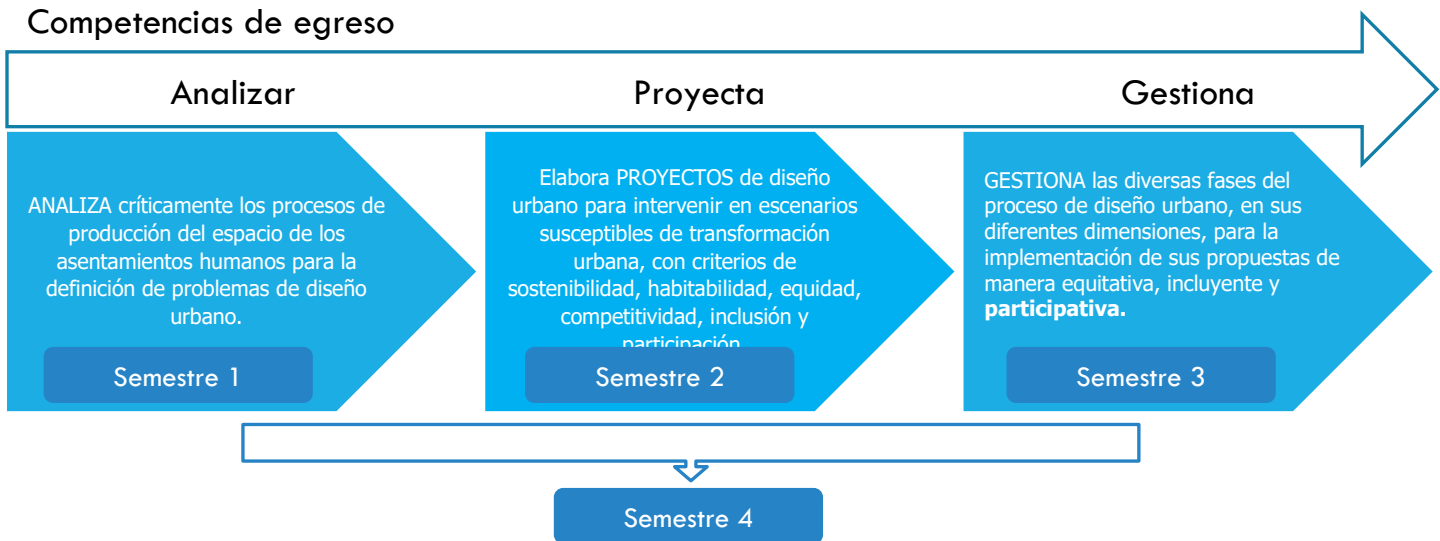 Competencias de egreso
Analizar
Proyecta
Gestiona
ANALIZA críticamente los procesos de
producción del espacio de los
asentamientos humanos para la
definición de problemas de diseño
urbano.
Semestre 1
Elabora PROYECTOS de diseño
urbano para intervenir en escenarios
susceptibles de transformación
urbana, con criterios de
sostenibilidad, habitabilidad, equidad,
competitividad, inclusión y
participación
Semestre 2
GESTIONA las diversas fases del
proceso de diseño urbano, en sus
diferentes dimensiones, para la
implementación de sus propuestas de
manera equitativa, incluyente y
participativa.
Semestre 3
Semestre 4